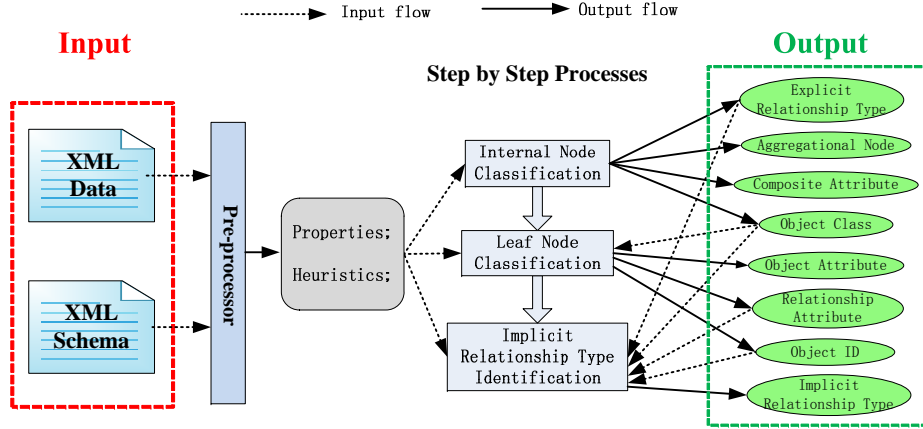 Input flow
Output flow
Input
Output
Step by Step Processes
XML
Data
XML
Schema
Pre-processor
Properties;
Heuristics;
Internal Node
Classification
Leaf Node
Classification
Implicit
Relationship Type
Identification
Explicit
Relationship Type
Aggregational Node
Composite Attribute
Object Class
Object Attribute
Relationship
Attribute
Object ID
Implicit
Relationship Type